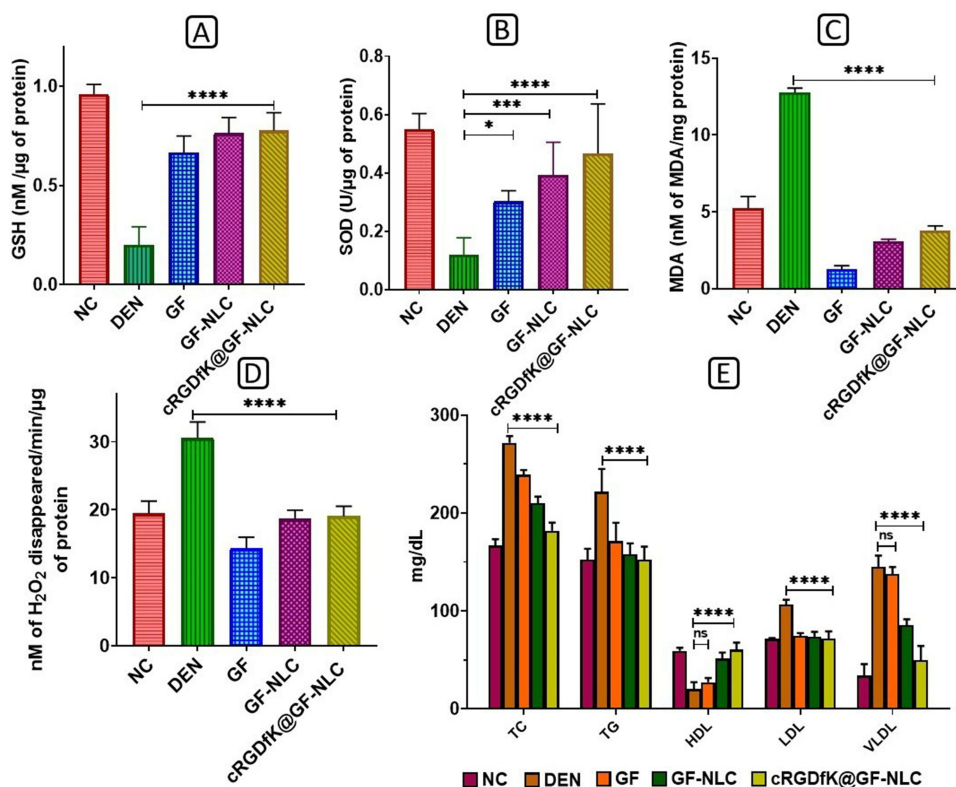 A
GSH (nM /µg of protein)
1.0
0.5
0.0
****
NC
DEN
GF
GF-NLC
cRGDfK@GF-NLC
B
SOD (U/µg of protein)
0.8
0.6
0.4
0.2
0.0
****
***
*
NC
DEN
GF
GF-NLC
cRGDfK@GF-NLC
C
MDA (nM of MDA/mg protein)
15
10
5
0
****
NC
DEN
GF
GF-NLC
cRGDfK@GF-NLC
D
nM of H₂O₂ disappeared/min/µg
of protein
30
20
10
0
****
NC
DEN
GF
GF-NLC
cRGDfK@GF-NLC
E
mg/dL
300
200
100
0
****
****
****
ns
****
****
ns
TC
TG
HDL
LDL
VLDL
NC DEN GF GF-NLC cRGDfK@GF-NLC